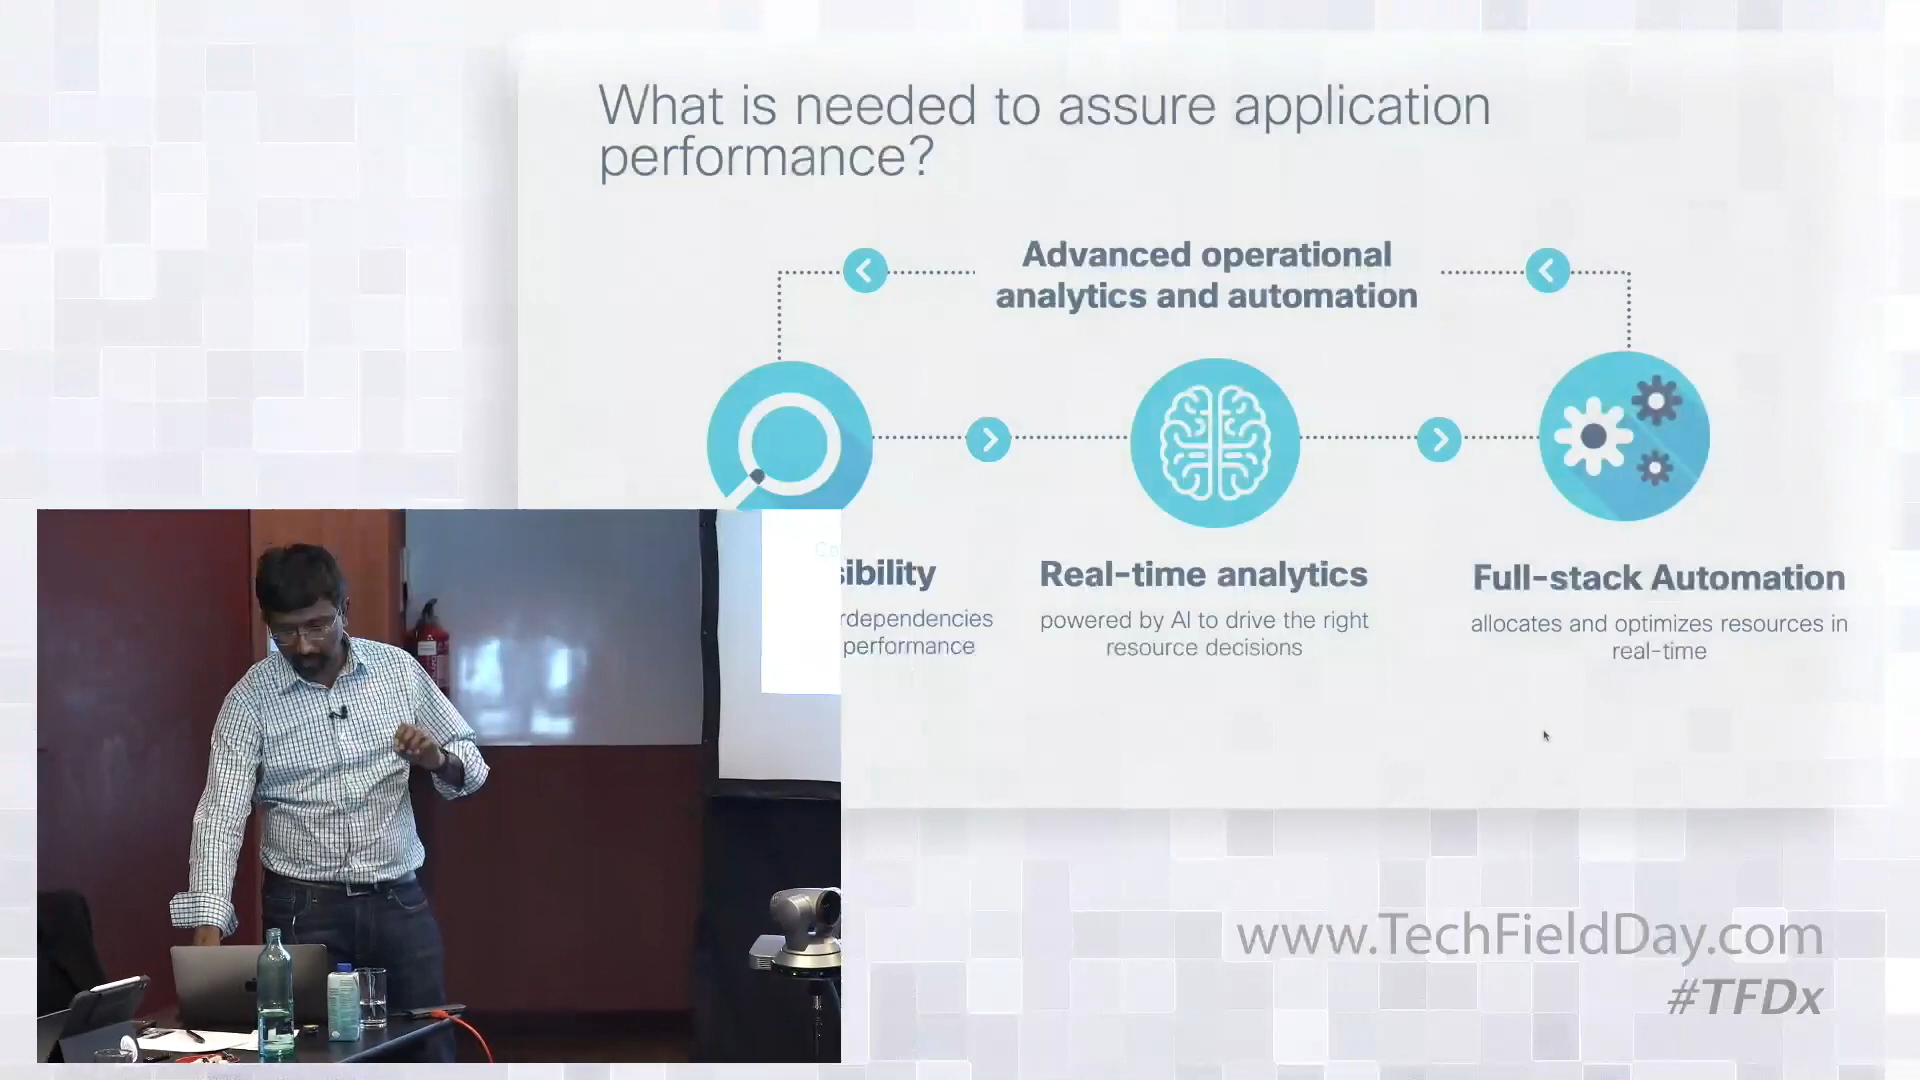 What is needed to assure application
performance?
Advanced operational
analytics and automation
sibility
rdependencies
performance
Real-time analytics
powered by AI to drive the right
resource decisions
Full-stack Automation
allocates and optimizes resources in
real-time
www.TechFieldDay.com
#TFDx